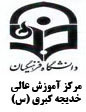 دانشگاه فرهنگیان
مرکز آموزش عالی
خدیجه کبری (س)